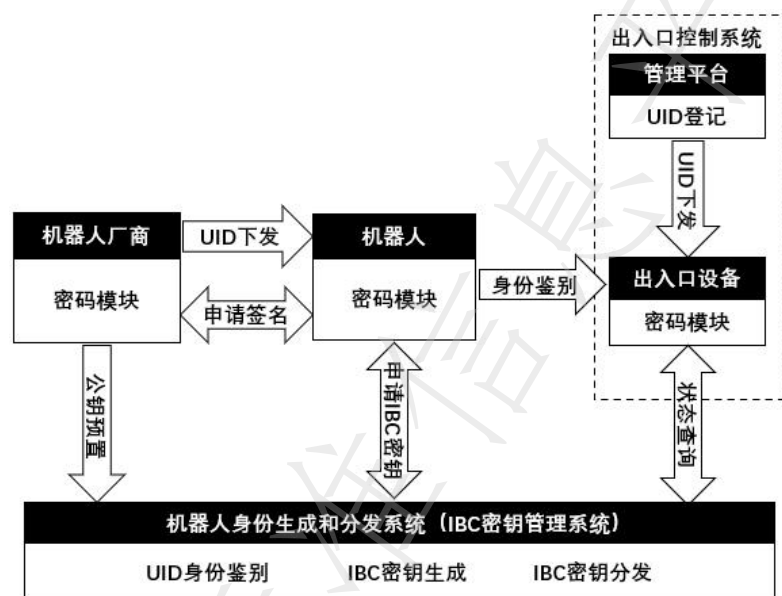 出入口控制系统
管理平台
UID登记
UID下发
机器人厂商
密码模块
UID下发
申请签名
机器人
密码模块
身份鉴别
出入口设备
密码模块
公钥预置
申请IBC密钥
状态查询
机器人身份生成和分发系统（IBC密钥管理系统）
UID身份鉴别 IBC密钥生成 IBC密钥分发